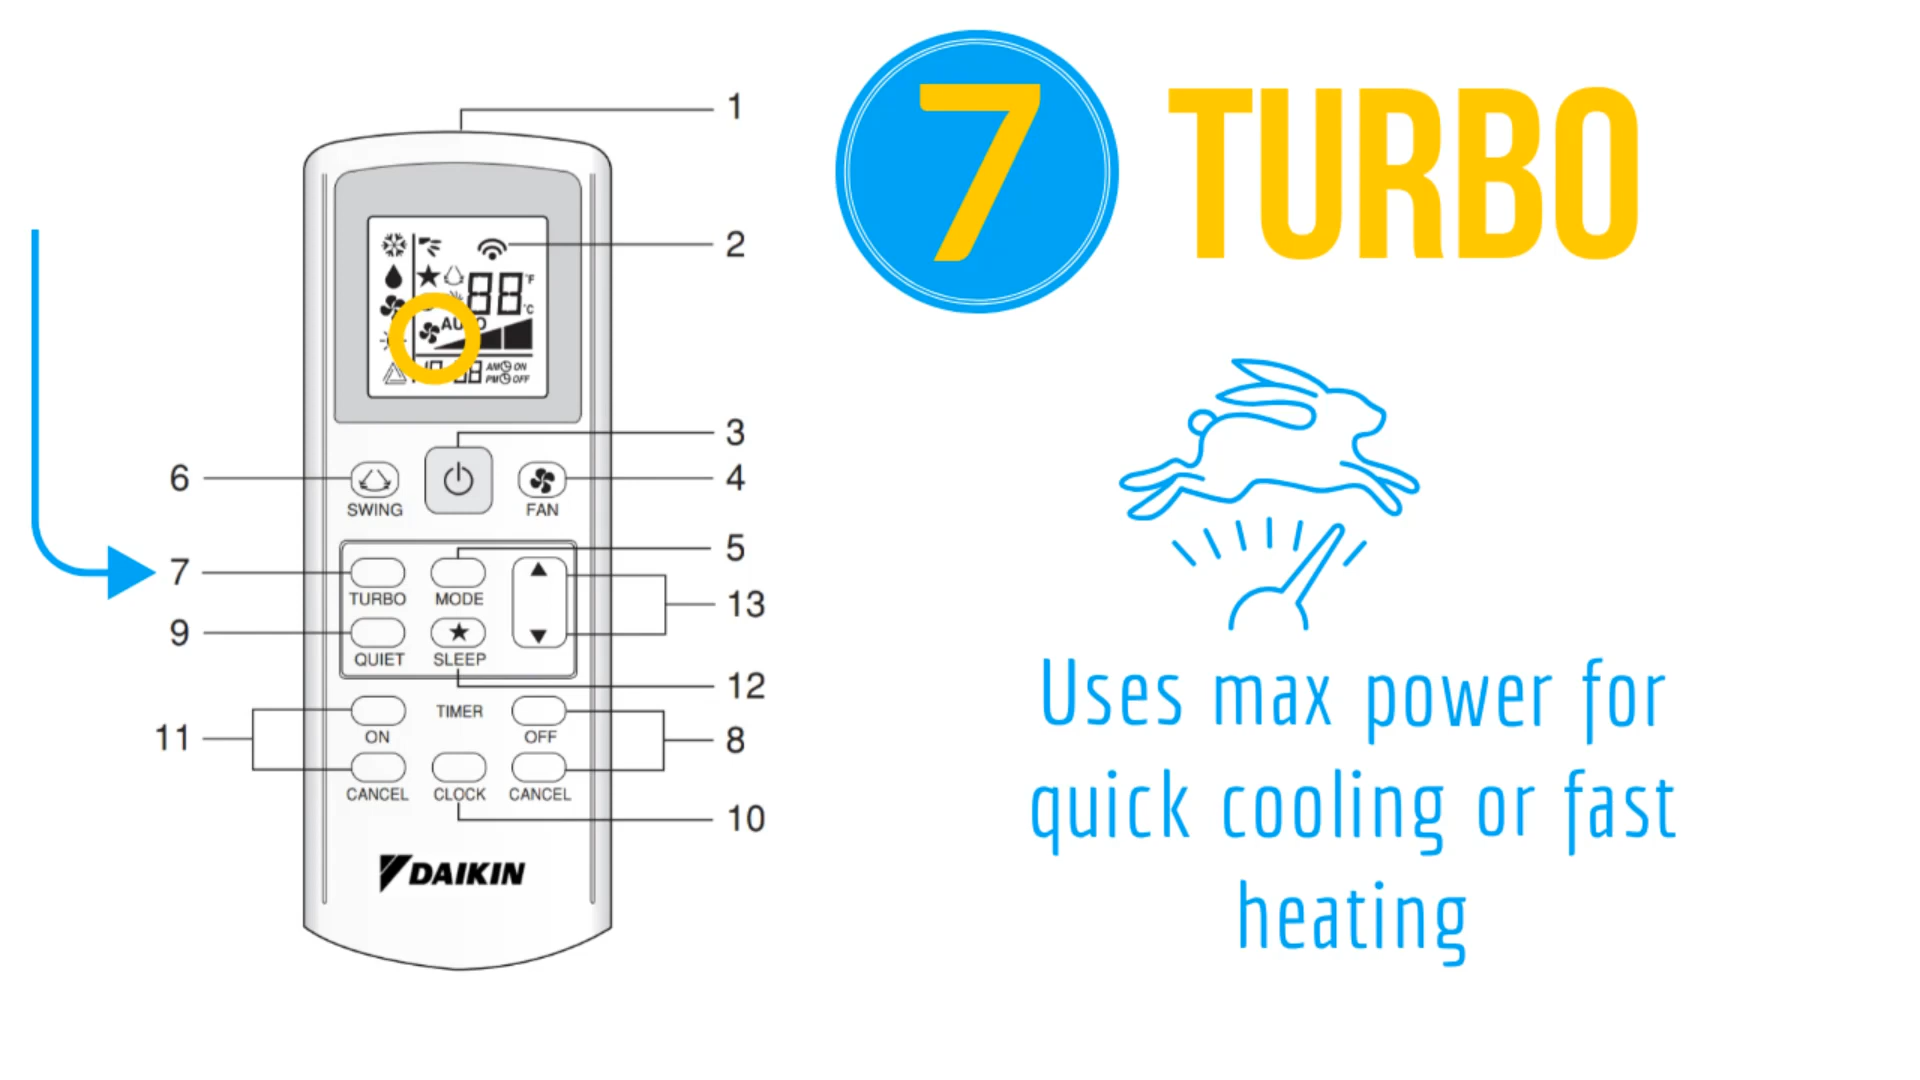 7 TURBO
1
2
88 °F
°C
AUTO
AM ON
PM OFF
3
6
4
SWING
FAN
5
7
TURBO
MODE
13
9
QUIET
SLEEP
12
TIMER
11
ON
OFF
8
CANCEL
CLOCK
CANCEL
10
DAIKIN
Uses max power for
quick cooling or fast
heating